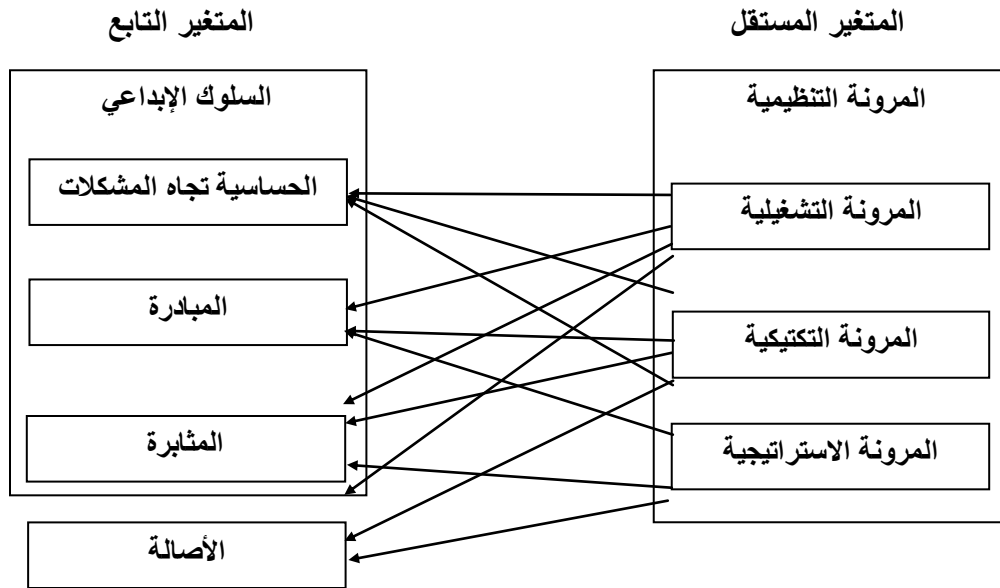 المتغير المستقل
المتغير التابع
المرونة التنظيمية
المرونة التشغيلية
المرونة التكتيكية
المرونة الاستراتيجية
السلوك الإبداعي
الحساسية تجاه المشكلات
المبادرة
المثابرة
الأصالة